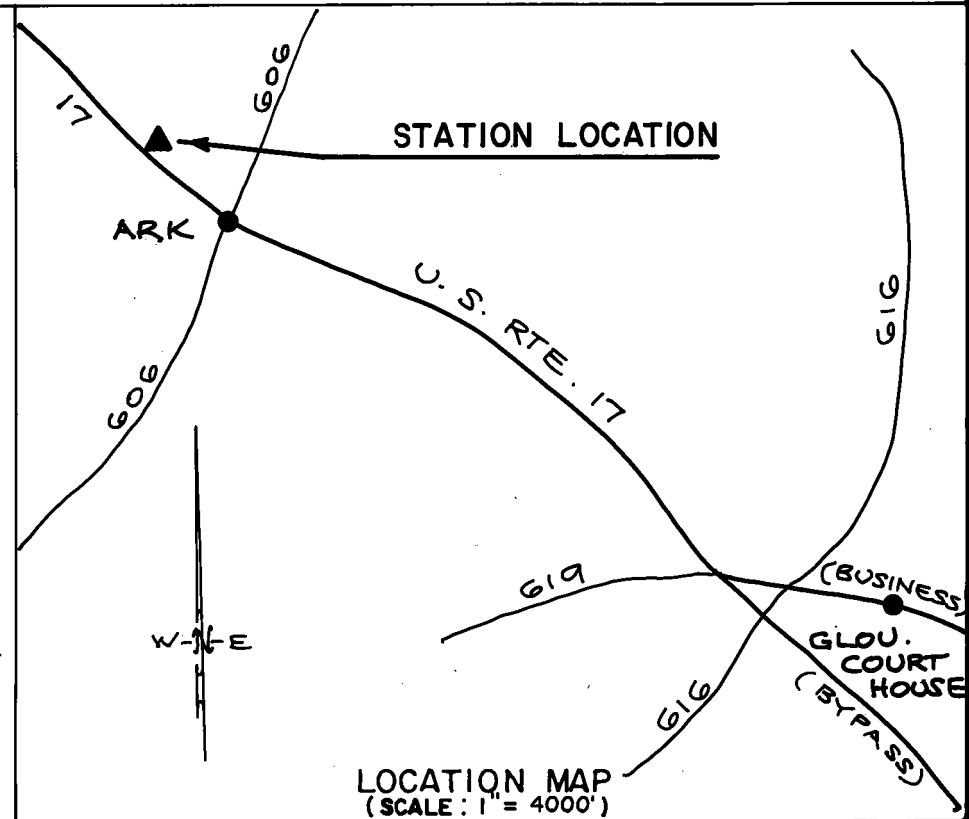 606
17
STATION LOCATION
ARK
U. S. RTE. 17
616
606
619
(BUSINESS)
W-N-E
GLOU.
COURT
HOUSE
616
(BYPASS)
LOCATION MAP
(SCALE: 1" = 4000')